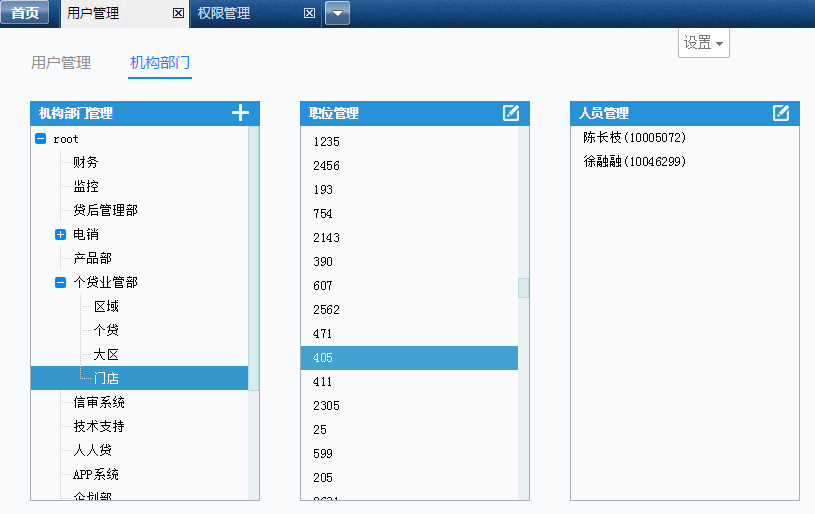 首页 用户管理 权限管理
设置
用户管理 机构部门
机构部门管理
root
财务
监控
贷后管理部
电销
产品部
个贷业管部
区域
个贷
大区
门店
信审系统
技术支持
人人贷
APP系统
企划部
职位管理
1235
2456
193
754
2143
390
607
2562
471
405
411
2305
25
599
205
人员管理
陈长枝(10005072)
徐融融(10046299)